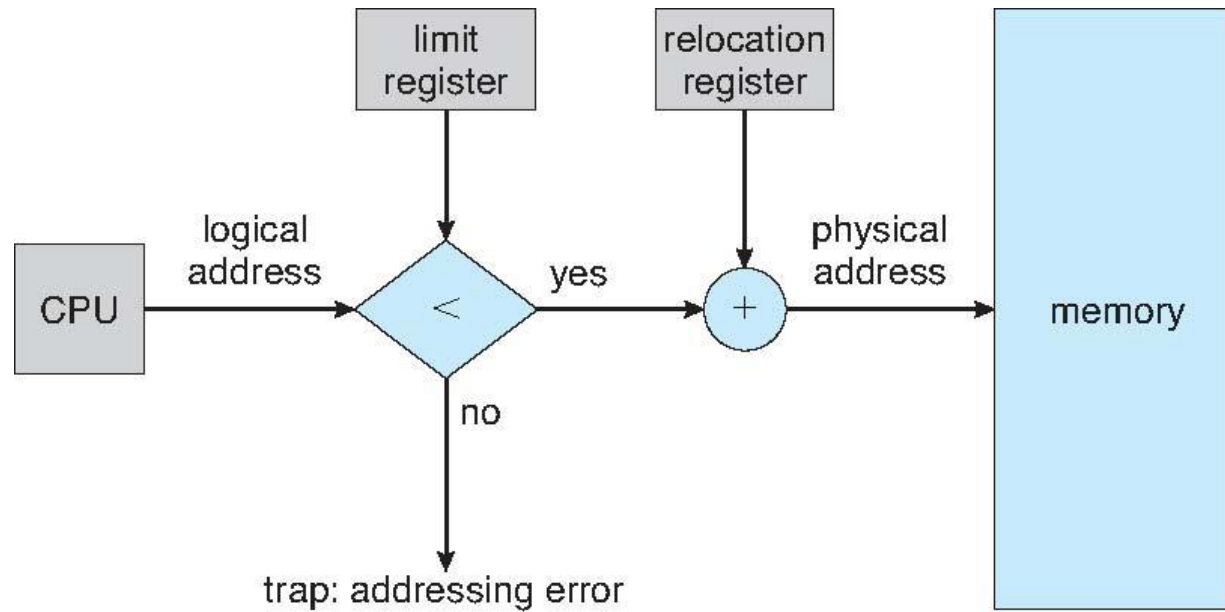 limit
register
relocation
register
logical
address
physical
address
CPU
<
yes
+
memory
no
trap: addressing error